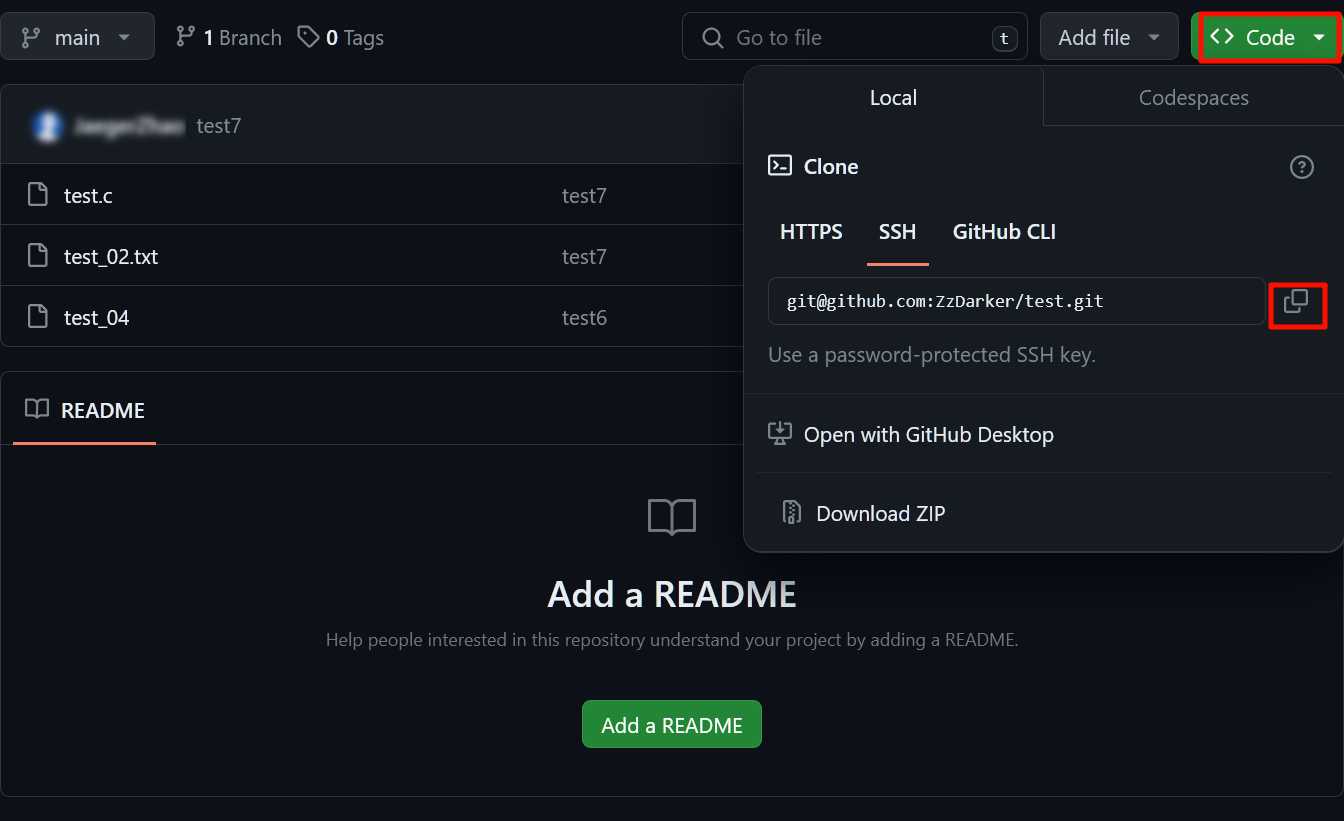 main 1 Branch 0 Tags Go to file t Add file Code
Local Codespaces
test7
Clone
test.c test7
HTTPS SSH GitHub CLI
test_02.txt test7
git@github.com:ZzDarker/test.git
test_04 test6
Use a password-protected SSH key.
README
Open with GitHub Desktop
Download ZIP
Add a README
Help people interested in this repository understand your project by adding a README.
Add a README